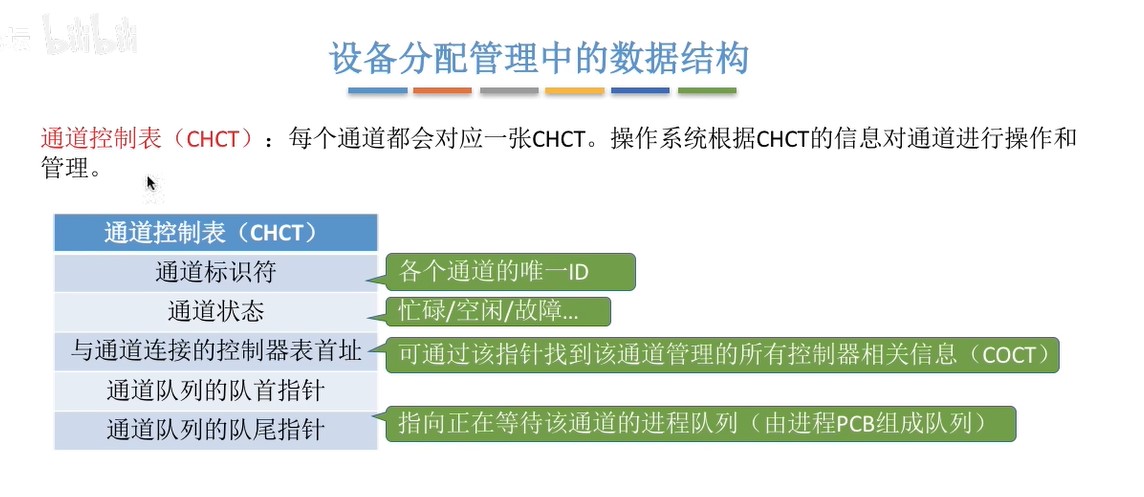 bilibili
设备分配管理中的数据结构
通道控制表（CHCT）：每个通道都会对应一张CHCT。操作系统根据CHCT的信息对通道进行操作和
管理。
通道控制表（CHCT）
通道标识符
各个通道的唯一ID
通道状态
忙碌/空闲/故障...
与通道连接的控制器表首址
可通过该指针找到该通道管理的所有控制器相关信息（COCT）
通道队列的队首指针
通道队列的队尾指针
指向正在等待该通道的进程队列（由进程PCB组成队列）